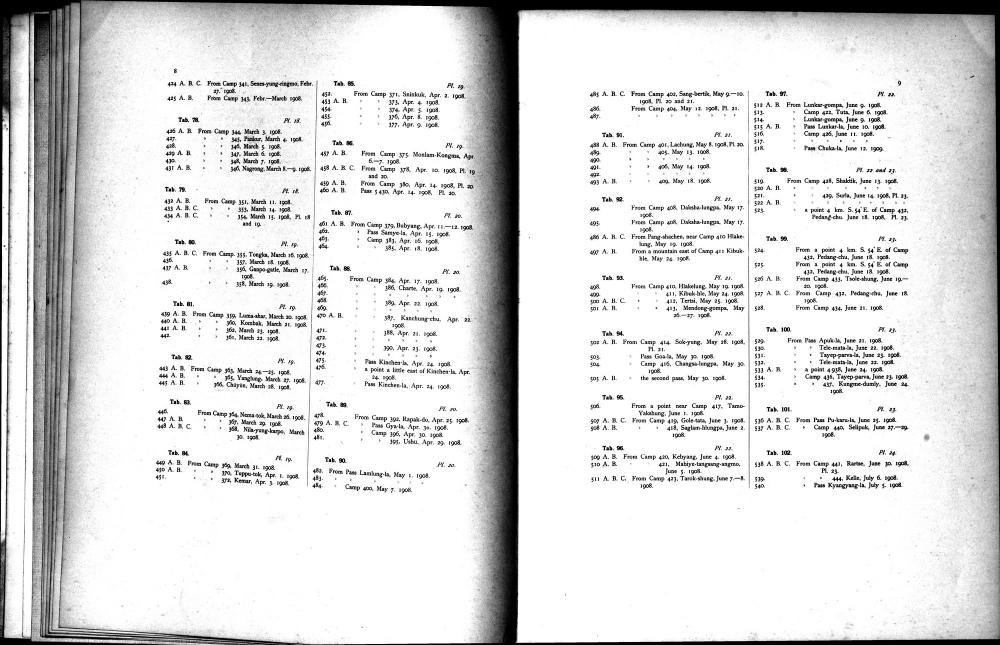 8
424 A. B. C. From Camp 341, Senes-yung-ringmo, Febr.
27. 1908.
425 A. B. From Camp 343, Febr.—March 1908.
Tab. 78. Pl. 18.
426 A. B. From Camp 344, March 3. 1908.
427. » » 345, Pankur, March 4. 1908.
428. » » 346, March 5. 1908.
429 A. B. » » 347, March 6. 1908.
430. » » 348, March 7. 1908.
431 A. B. » » 346, Nagrong, March 8.—9. 1908.
Tab. 79. Pl. 18.
432 A. B. From Camp 351, March 11. 1908.
433 A. B. C. » » 353, March 14. 1908.
434 A. B. C. » » 354, March 15. 1908, Pl. 18
and 19.
Tab. 80. Pl. 19.
435 A. B. C. From Camp. 355, Tongka, March 16. 1908.
436. » » 357, March 18. 1908.
437 A. B. » » 356, Ganpo-gatle, March 17.
1908.
438. » » 358, March 19. 1908.
Tab. 81. Pl. 19.
439 A. B. From Camp 359, Luma-shar, March 20. 1908
440 A. B. » » 360, Kombak, March 21. 1908.
441 A. B. » » 362, March 23. 1908.
442. » » 361, March 22. 1908.
Tab. 82. Pl. 19.
443 A. B. From Camp 363, March 24.—25. 1908.
444 A. B. » » 365, Yanglung, March 27. 1908.
445 A. B. » 366, Chüyün, March 28. 1908.
Tab. 83. Pl. 19.
446. From Camp 364, Nema-tok, March 26. 1908.
447 A. B. » » 367, March 29. 1908.
448 A. B. C. » » 368, Nila-yung-karpo, March
30. 1908.
Tab. 84. Pl. 19.
449 A. B. From Camp 369, March 31. 1908.
450 A. B. » » 370, Toppu-tok, Apr. 1. 1908.
451. » » 372, Kemar, Apr. 3. 1908.
Tab. 85. Pl. 19.
452. From Camp 371, Sninkuk, Apr. 2. 1908.
453 A. B. » » 373, Apr. 4. 1908.
454. » » 374, Apr. 5. 1908.
455. » » 376, Apr. 8. 1908.
456. » » 377, Apr. 9. 1908.
Tab. 86. Pl. 19.
457 A. B. From Camp 375, Monlam-Kongma, Apr.
6.—7. 1908.
458 A. B. C. From Camp 378, Apr. 10. 1908, Pl. 19
and 20.
459 A. B. From Camp 380, Apr. 14. 1908, Pl. 20.
460 A. B. Pass 5430, Apr. 14. 1908, Pl. 20.
Tab. 87. Pl. 20.
461 A. B. From Camp 379, Bubyang, Apr. 11.—12. 1908.
462. » Pass Samye-la, Apr. 15. 1908.
463. » Camp 383, Apr. 16. 1908.
464. » » 385, Apr. 18. 1908.
Tab. 88. Pl. 20.
465. From Camp 384, Apr. 17. 1908.
466. » » 386, Charte, Apr. 19. 1908.
467. » » » » » »
468. » » 389, Apr. 22. 1908.
469. » » » » » »
470 A. B. » » 387, Kanchung-chu, Apr. 22.
1908.
471. » » 388, Apr. 21. 1908.
472. » » » » » »
473. » » 390, Apr. 23. 1908.
474. » » » » » »
475. » Pass Kinchen-la, Apr. 24. 1908.
476. » a point a little east of Kinchen-la, Apr.
24. 1908.
477. » Pass Kinchen-la, Apr. 24. 1908.
Tab. 89. Pl. 20.
478. From Camp 392, Rapak-do, Apr. 25. 1908.
479 A. B. C. » Pass Gya-la, Apr. 30. 1908.
480. » Camp 396, Apr. 30. 1908.
481. » » 395, Ushu, Apr. 29. 1908.
Tab. 90. Pl. 20.
482. From Pass Lamlung-la, May 1. 1908.
483. » » » » » »
484. » Camp 400, May 7. 1908.
9
485 A. B. C. From Camp 402, Sang-bertik, May 9.—10.
1908, Pl. 20 and 21.
486. From Camp 404, May 12. 1908, Pl. 21.
487. » » » » » »
Tab. 91. Pl. 21.
488 A. B. From Camp 401, Lachung, May 8. 1908, Pl. 20.
489. » » 405, May 13. 1908.
490. » » » » » »
491. » » 406, May 14. 1908.
492. » » » » » »
493 A. B. » » 409, May 18. 1908.
Tab. 92. Pl. 21.
494. From Camp 408, Daksha-lungpa, May 17.
1908.
495. From Camp 408, Daksha-lungpa, May 17.
1908.
496 A. B. C. From Pang-shachen, near Camp 410 Hlake-
lung, May 19. 1908.
497 A. B. From a mountain east of Camp 411 Kibuk-
hle, May 24. 1908.
Tab. 93. Pl. 21.
498. From Camp 410, Hlakelung, May 19. 1908.
499. » » 411, Kibuk-hle, May 24. 1908.
500 A. B. C. » » 412, Tertsi, May 25. 1908.
501 A. B. » » 413, Mendong-gompa, May
26.—27. 1908.
Tab. 94. Pl. 22.
502 A. B. From Camp 414, Sok-yung, May 28. 1908,
Pl. 21.
503. » Pass Goa-la, May 30. 1908.
504. » Camp 416, Changsa-lungpa, May 30.
1908.
505 A. B. » the second pass, May 30. 1908.
Tab. 95. Pl. 22.
506. From a point near Camp 417, Tamo-
Yakshung, June 1. 1908.
507 A. B. C. From Camp 419, Gole-tata, June 3. 1908.
508 A. B. » » 418, Saglam-hlungpa, June 2.
1908.
Tab. 96. Pl. 22.
509 A. B. From Camp 420, Kebyang, June 4. 1908.
510 A. B. » » 421, Mabiye-tangsang-angmo,
June 5. 1908.
511 A. B. C. From Camp 423, Tarok-shung, June 7.—8.
1908.
Tab. 97. Pl. 22.
512 A. B. From Lunkar-gompa, June 9. 1908.
513. » Camp 422, Tuta, June 6. 1908.
514. » Lunkar-gompa, June 9. 1908.
515 A. B. » Pass Lunkar-la, June 10. 1908.
516. » Camp 426, June 11. 1908.
517. » » » » » »
518. » Pass Chuka-la, June 12. 1909.
Tab. 98. Pl. 22 and 23.
519. From Camp 428, Shaktik, June 13. 1908.
520 A. B. » » » » » »
521. » » 429, Surla, June 14. 1908, Pl. 23.
522 A. B. » » » » » »
523. » a point 4 km. S. 54° E. of Camp 432,
Pedang-chu, June 18. 1908, Pl. 23.
Tab. 99. Pl. 23.
524. From a point 4 km. S. 54° E. of Camp
432, Pedang-chu, June 18. 1908.
525. From a point 4 km. S. 54° E. of Camp
432, Pedang-chu, June 18. 1908.
526 A. B. From Camp 433, Tsole-shung, June 19.—
20. 1908.
527 A. B. C. From Camp 432, Pedang-chu, June 18.
1908.
528. From Camp 434, June 21. 1908.
Tab. 100. Pl. 23.
529. From Pass Apuk-la, June 21. 1908.
530. » » Tele-mata-la, June 22. 1908.
531. » » Tayep-parva-la, June 23. 1908.
532. » » Tele-mata-la, June 22. 1908.
533 A. B. » a point 4938, June 24. 1908.
534. » Camp 436, Tayep-parva, June 23. 1908.
535. » » 437, Kungme-dumly, June 24.
1908.
Tab. 101. Pl. 23.
536 A. B. C. From Pass Pu-karu-la, June 25. 1908.
537 A. B. C. » Camp 440, Selipuk, June 27.—29.
1908.
Tab. 102. Pl. 24.
538 A. B. C. From Camp 441, Rartse, June 30. 1908,
Pl. 23.
539. » » 444, Kelle, July 6. 1908.
540. » Pass Kyangyang-la, July 5. 1908.